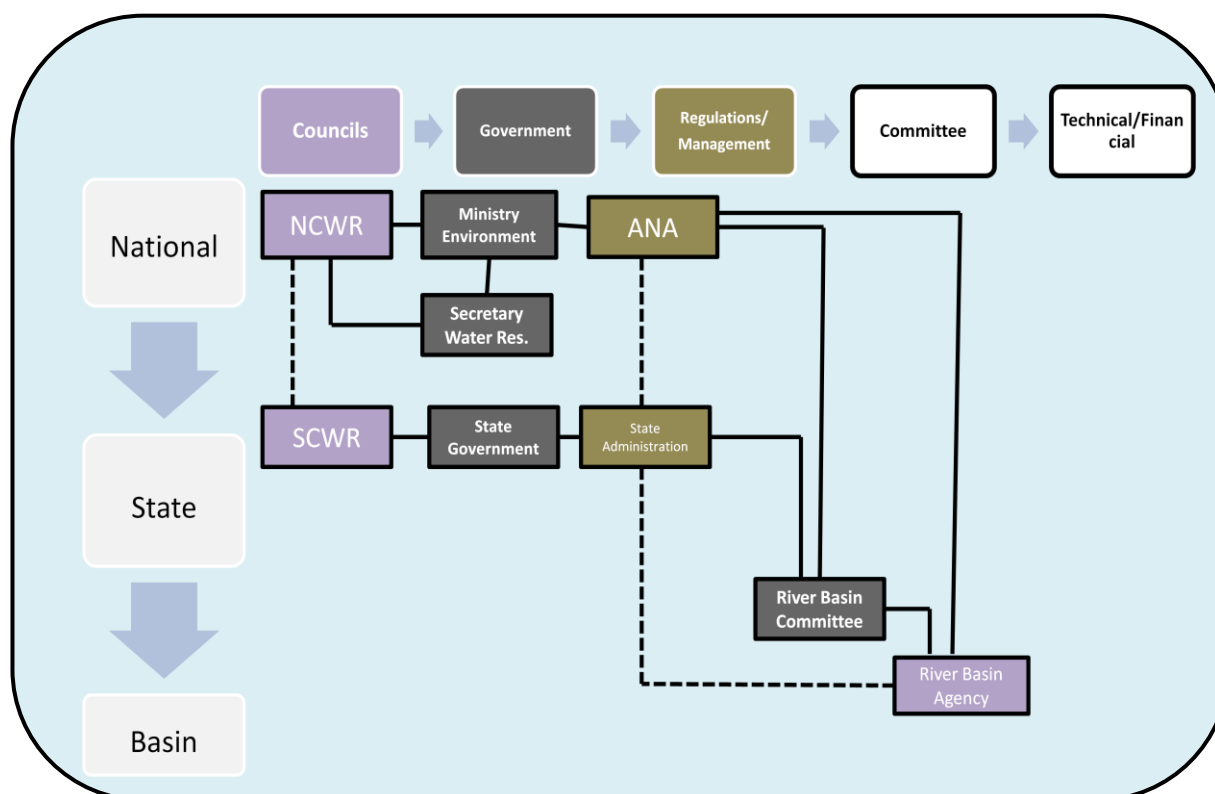 Councils
Government
Regulations/
Management
Committee
Technical/Finan
cial
National
NCWR
Ministry
Environment
ANA
Secretary
Water Res.
State
SCWR
State
Government
State
Administration
River Basin
Committee
River Basin
Agency
Basin